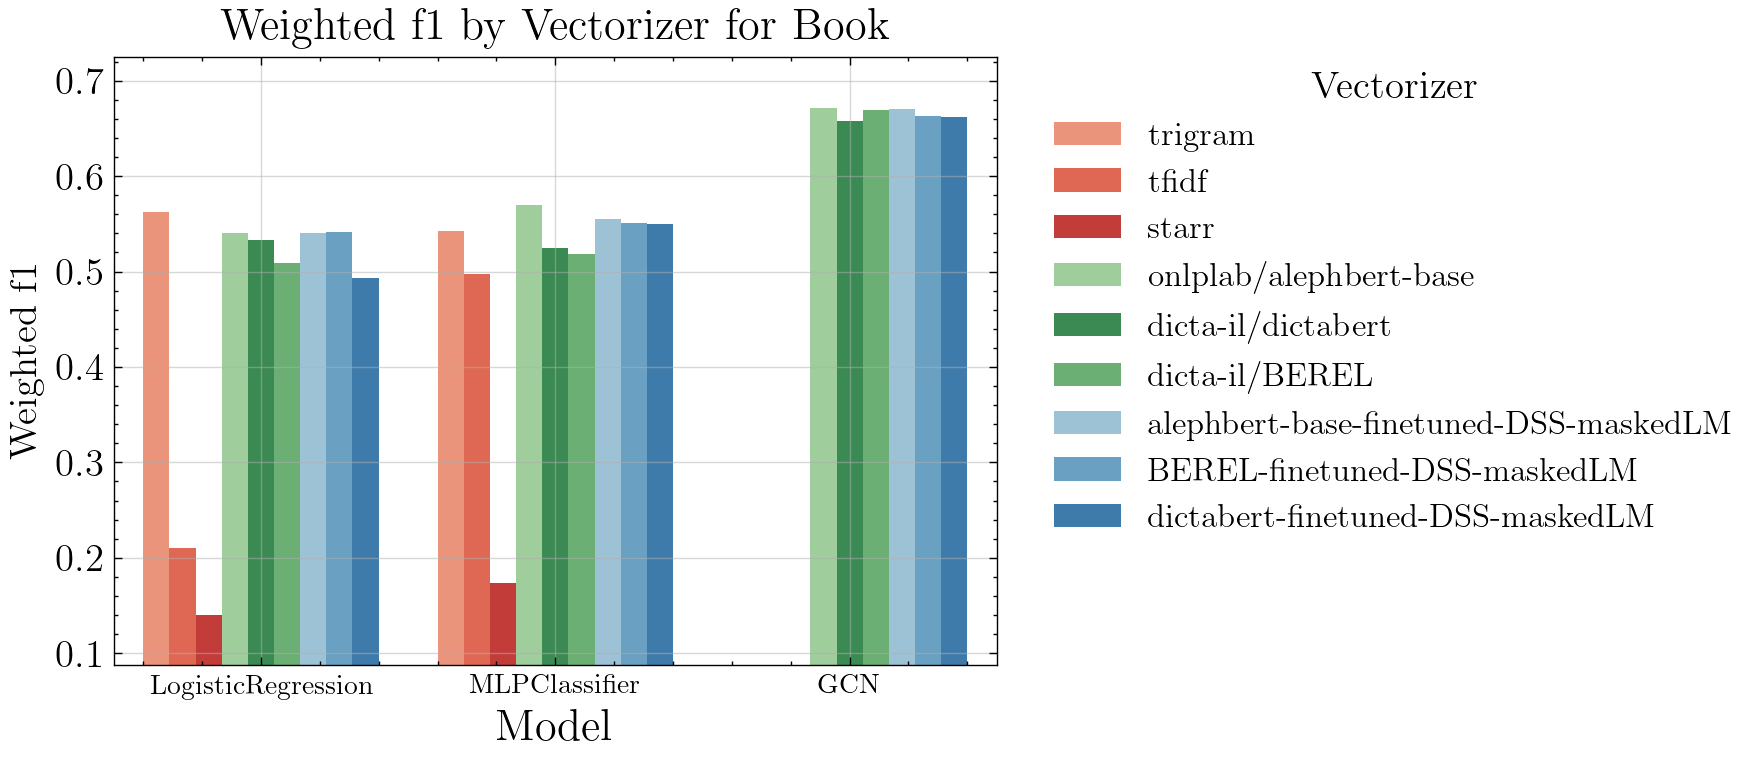 Weighted f1 by Vectorizer for Book
Weighted f1
0.7
0.6
0.5
0.4
0.3
0.2
0.1
LogisticRegression
MLPClassifier
GCN
Model
Vectorizer
trigram
tfidf
starr
onlplab/alephbert-base
dicta-il/dictabert
dicta-il/BEREL
alephbert-base-finetuned-DSS-maskedLM
BEREL-finetuned-DSS-maskedLM
dictabert-finetuned-DSS-maskedLM